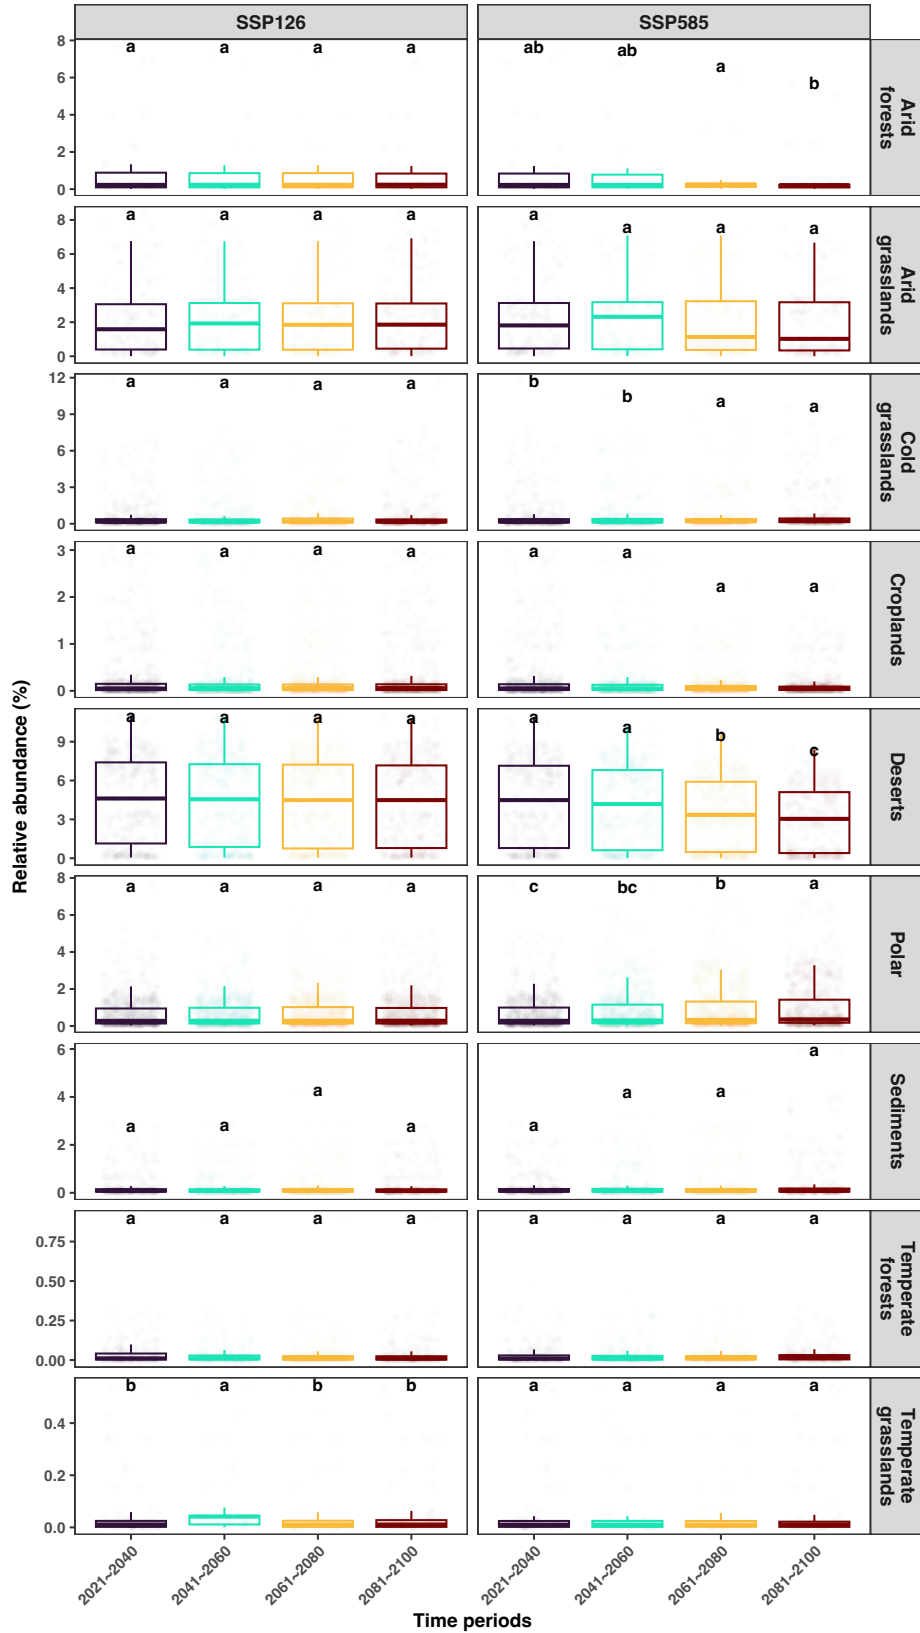 SSP126 SSP585
8 a a a a ab ab a b
6
4
2
0
Arid
forests
8 a a a a a a a a
6
4
2
0
Arid
grasslands
12 a a a a b b a a
9
6
3
0
Cold
grasslands
3 a a a a a a a a
2
1
0
Croplands
a a a a a a b c
9
6
3
0
Deserts
8 a a a a c bc b a
6
4
2
0
Polar
6 a a a a a a a a
4
2
0
Sediments
a a a a a a a a
0.75
0.50
0.25
0.00
Temperate
forests
b a b b a a a a
0.4
0.2
0.0
Temperate
grasslands
Relative abundance (%)
2021~2040 2041~2060 2061~2080 2081~2100 2021~2040 2041~2060 2061~2080 2081~2100
Time periods